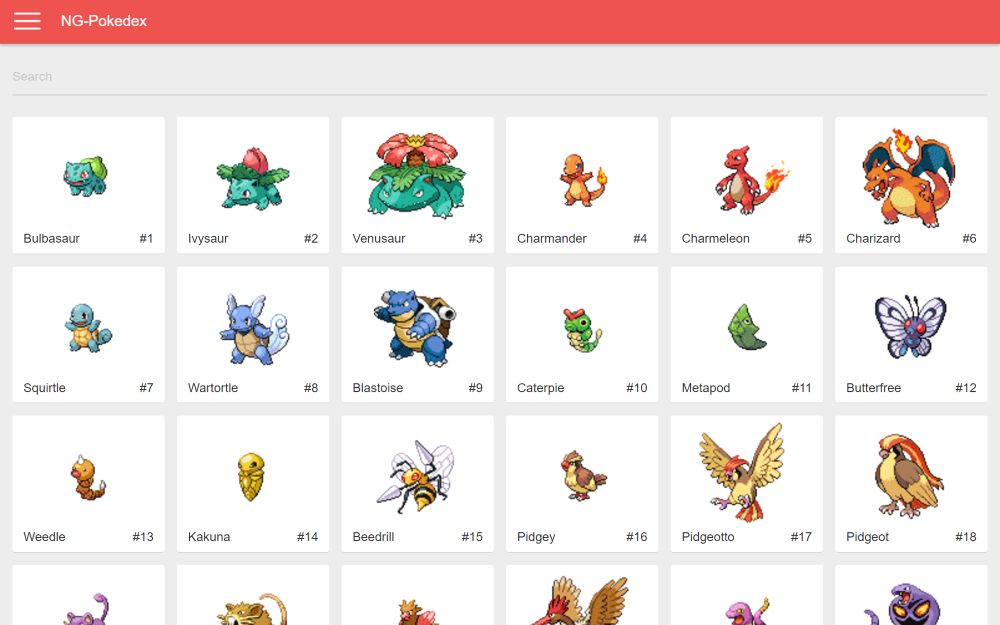 NG-Pokedex
Search
Bulbasaur #1
Ivysaur #2
Venusaur #3
Charmander #4
Charmeleon #5
Charizard #6
Squirtle #7
Wartortle #8
Blastoise #9
Caterpie #10
Metapod #11
Butterfree #12
Weedle #13
Kakuna #14
Beedrill #15
Pidgey #16
Pidgeotto #17
Pidgeot #18